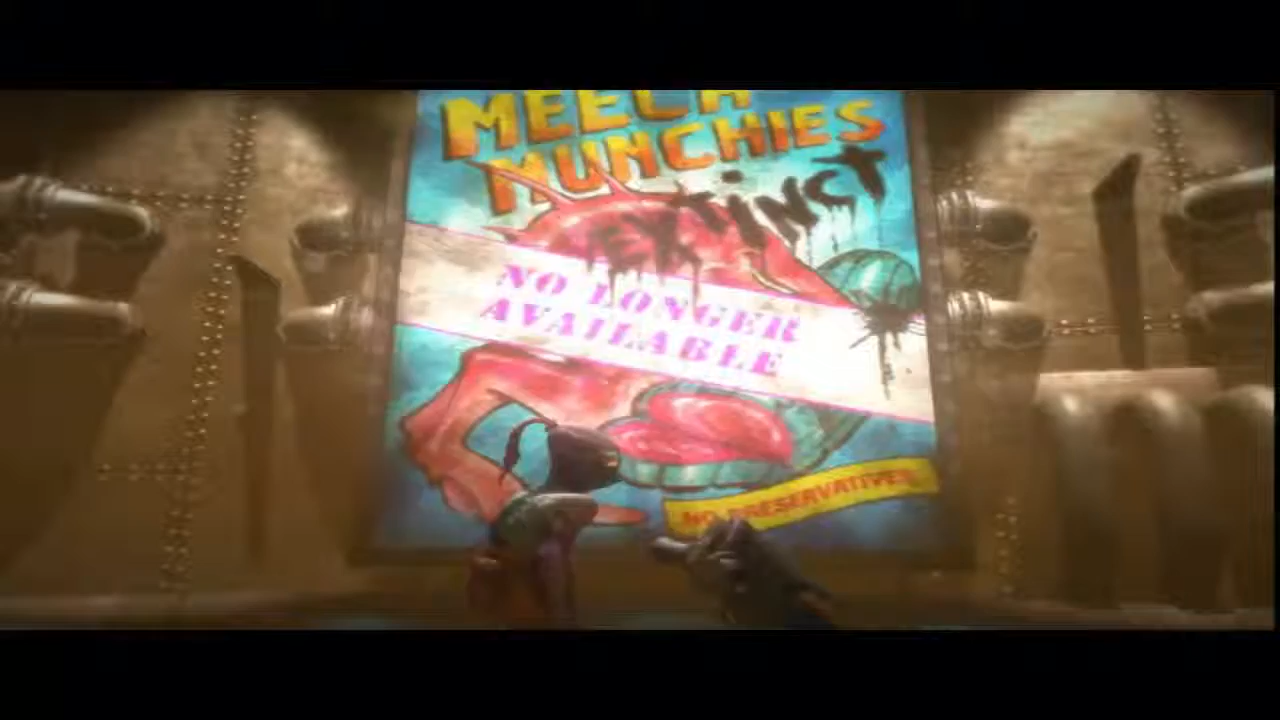 MEECH
MUNCHIES
EXTINCT
NO LONGER
AVAILABLE
NO PRESERVATIVES